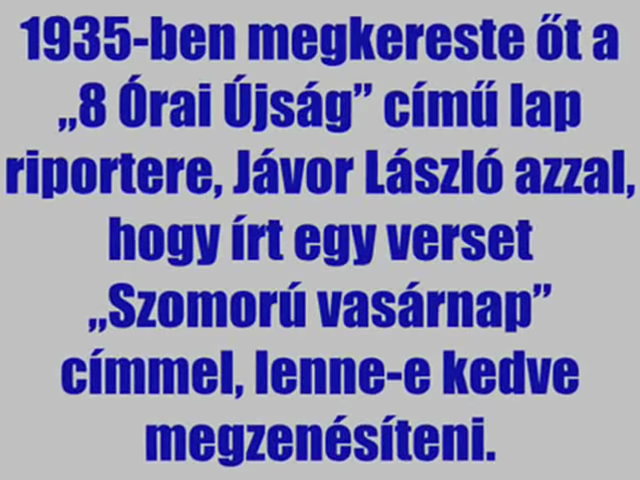 1935-ben megkereste őt a
„8 Órai Újság” című lap
riportere, Jávor László azzal,
hogy írt egy verset
„Szomorú vasárnap”
címmel, lenne-e kedve
megzenésíteni.